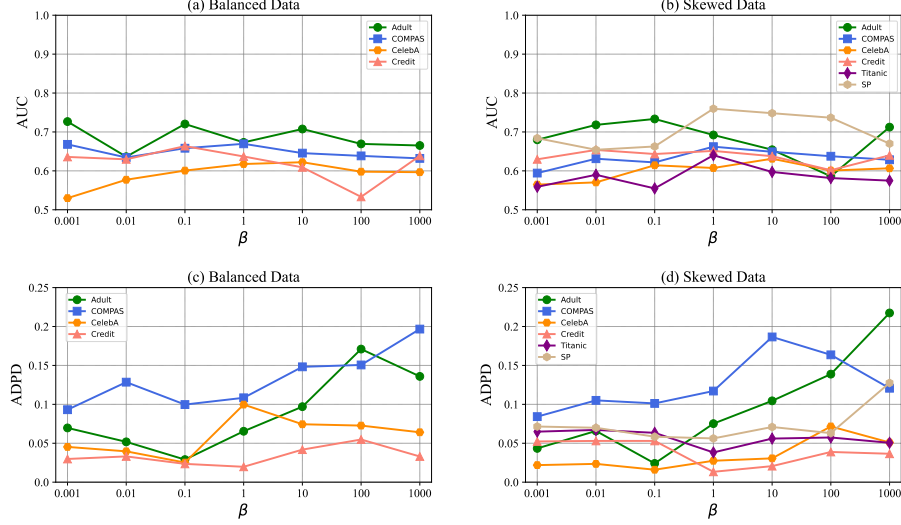 (a) Balanced Data
AUC
1.0
0.9
0.8
0.7
0.6
0.5
Adult
COMPAS
CelebA
Credit
0.001 0.01 0.1 1 10 100 1000
β
(b) Skewed Data
AUC
1.0
0.9
0.8
0.7
0.6
0.5
Adult
COMPAS
CelebA
Credit
Titanic
SP
0.001 0.01 0.1 1 10 100 1000
β
(c) Balanced Data
ADPD
0.25
0.2
0.15
0.1
0.05
0.0
Adult
COMPAS
CelebA
Credit
0.001 0.01 0.1 1 10 100 1000
β
(d) Skewed Data
ADPD
0.25
0.2
0.15
0.1
0.05
0.0
Adult
COMPAS
CelebA
Credit
Titanic
SP
0.001 0.01 0.1 1 10 100 1000
β